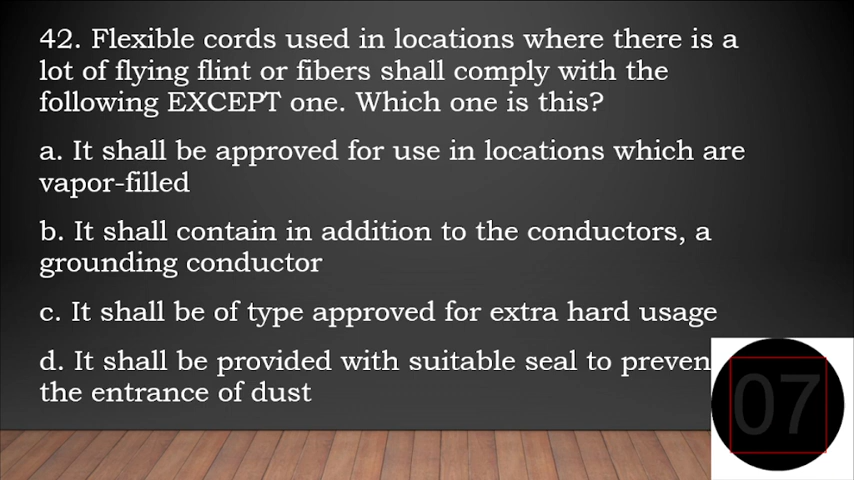 42. Flexible cords used in locations where there is a
lot of flying flint or fibers shall comply with the
following EXCEPT one. Which one is this?
a. It shall be approved for use in locations which are
vapor-filled
b. It shall contain in addition to the conductors, a
grounding conductor
c. It shall be of type approved for extra hard usage
d. It shall be provided with suitable seal to preven
the entrance of dust
07